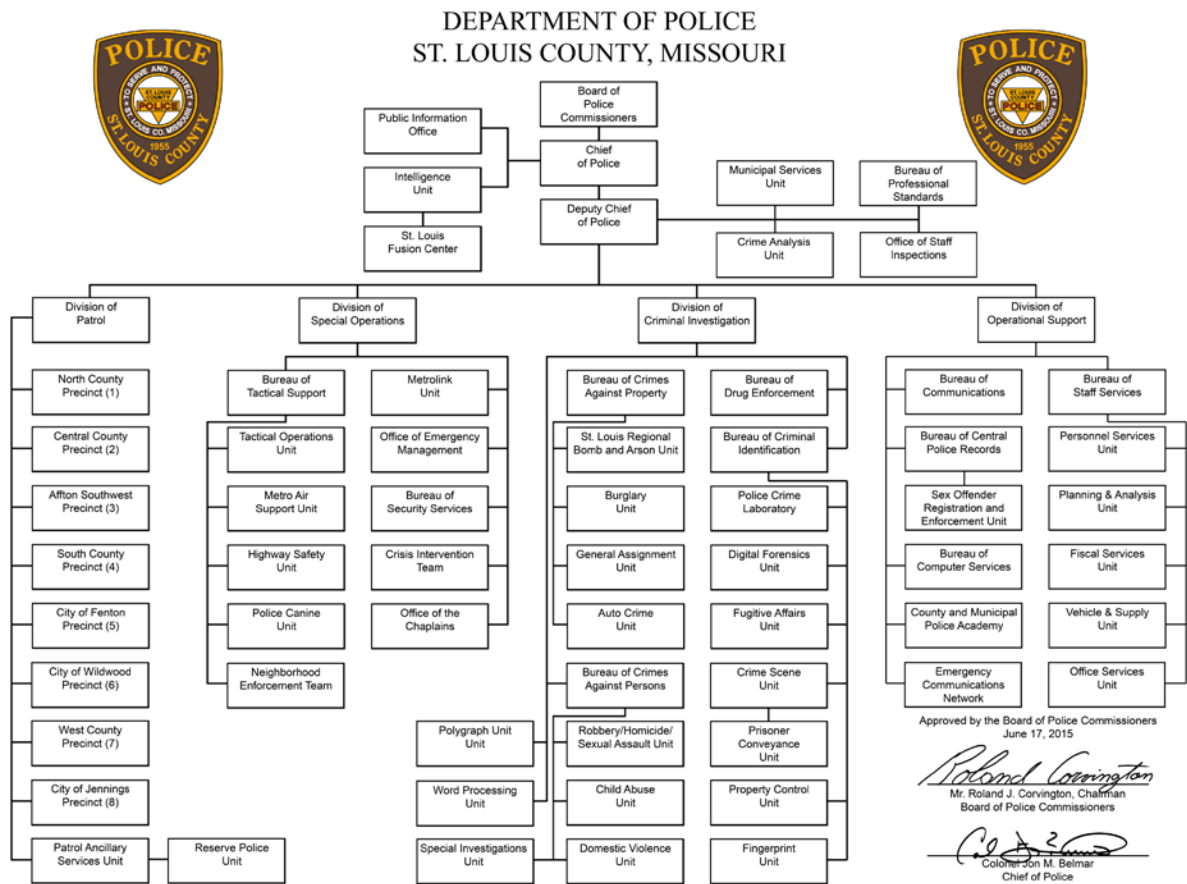 DEPARTMENT OF POLICE
ST. LOUIS COUNTY, MISSOURI
POLICE
TO SERVE AND PROTECT
ST. LOUIS
COUNTY
POLICE
ST. LOUIS CO. MISSOURI
1955
ST. LOUIS COUNTY
POLICE
TO SERVE AND PROTECT
ST. LOUIS
COUNTY
POLICE
ST. LOUIS CO. MISSOURI
1955
ST. LOUIS COUNTY
Board of
Police
Commissioners
Public Information
Office
Chief
of Police
Intelligence
Unit
Deputy Chief
of Police
St. Louis
Fusion Center
Municipal Services
Unit
Bureau of
Professional
Standards
Crime Analysis
Unit
Office of Staff
Inspections
Division of
Patrol
North County
Precinct (1)
Central County
Precinct (2)
Affton Southwest
Precinct (3)
South County
Precinct (4)
City of Fenton
Precinct (5)
City of Wildwood
Precinct (6)
West County
Precinct (7)
City of Jennings
Precinct (8)
Patrol Ancillary
Services Unit
Reserve Police
Unit
Division of
Special Operations
Bureau of
Tactical Support
Tactical Operations
Unit
Metro Air
Support Unit
Highway Safety
Unit
Police Canine
Unit
Neighborhood
Enforcement Team
Metrolink
Unit
Office of Emergency
Management
Bureau of
Security Services
Crisis Intervention
Team
Office of the
Chaplains
Division of
Criminal Investigation
Bureau of Crimes
Against Property
St. Louis Regional
Bomb and Arson Unit
Burglary
Unit
General Assignment
Unit
Auto Crime
Unit
Bureau of Crimes
Against Persons
Polygraph Unit
Unit
Robbery/Homicide/
Sexual Assault Unit
Word Processing
Unit
Child Abuse
Unit
Special Investigations
Unit
Domestic Violence
Unit
Bureau of
Drug Enforcement
Bureau of Criminal
Identification
Police Crime
Laboratory
Digital Forensics
Unit
Fugitive Affairs
Unit
Crime Scene
Unit
Prisoner
Conveyance
Unit
Property Control
Unit
Fingerprint
Unit
Division of
Operational Support
Bureau of
Communications
Bureau of Central
Police Records
Sex Offender
Registration and
Enforcement Unit
Bureau of
Computer Services
County and Municipal
Police Academy
Emergency
Communications
Network
Bureau of
Staff Services
Personnel Services
Unit
Planning & Analysis
Unit
Fiscal Services
Unit
Vehicle & Supply
Unit
Office Services
Unit
Approved by the Board of Police Commissioners
June 17, 2015
Roland Corvington
Mr. Roland J. Corvington, Chairman
Board of Police Commissioners
Colonel Jon M. Belmar
Chief of Police